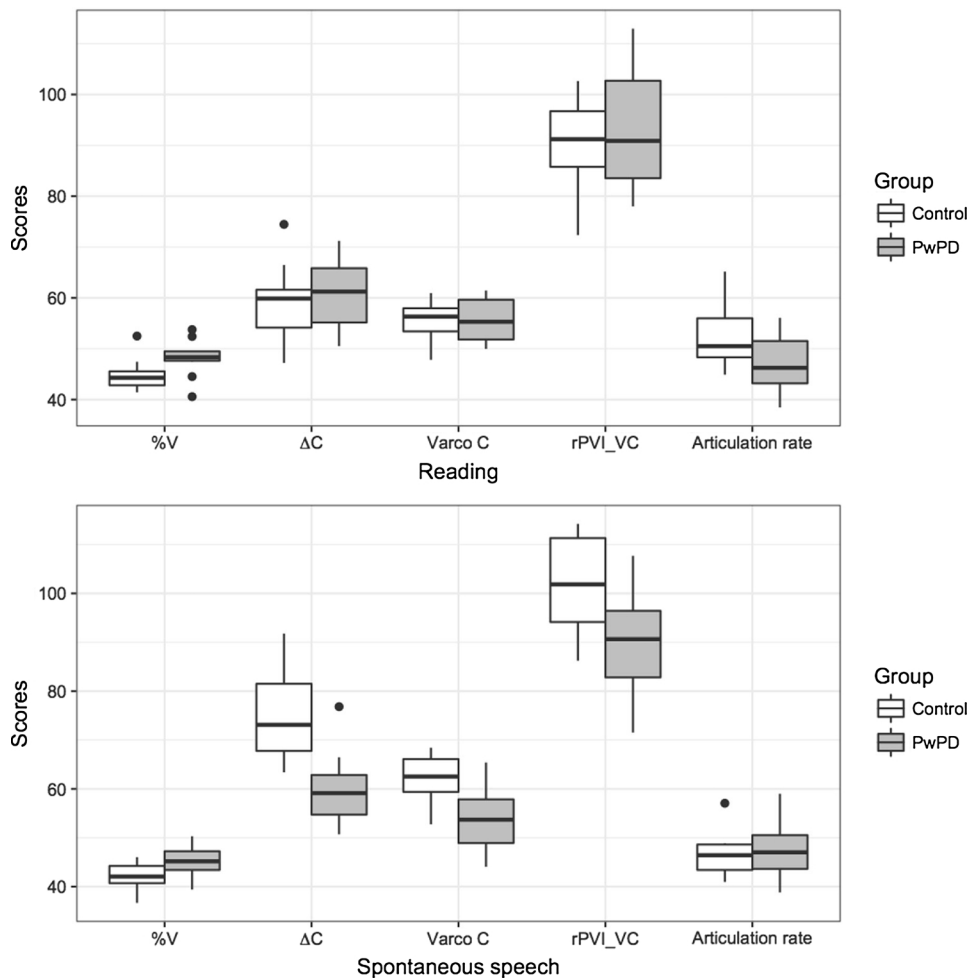 Scores
100
80
60
40
%V ΔC Varco C rPVI_VC Articulation rate
Reading
Group
Control
PwPD
Scores
100
80
60
40
%V ΔC Varco C rPVI_VC Articulation rate
Spontaneous speech
Group
Control
PwPD